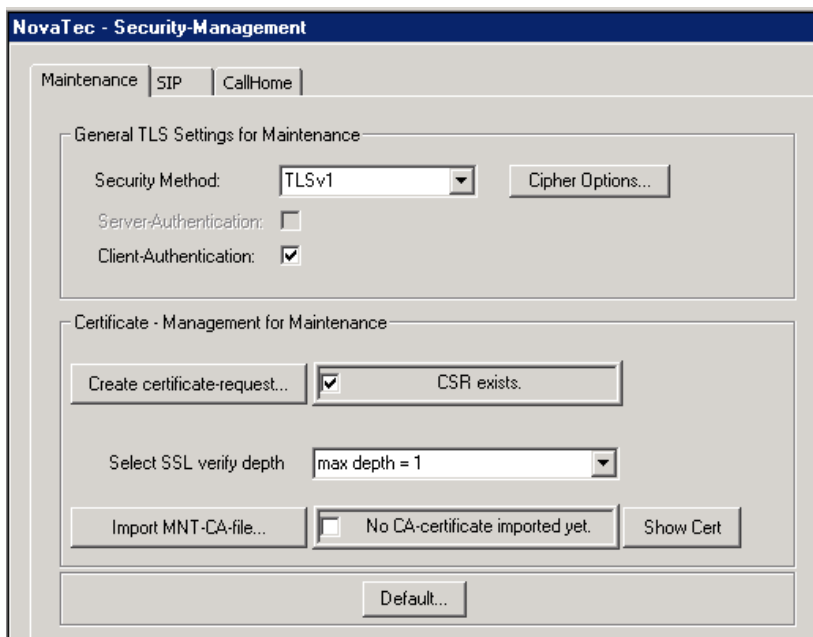 NovaTec - Security-Management
Maintenance SIP CallHome
General TLS Settings for Maintenance
Security Method: TLSv1 Cipher Options...
Server-Authentication:
Client-Authentication:
Certificate - Management for Maintenance
Create certificate-request... CSR exists.
Select SSL verify depth max depth = 1
Import MNT-CA-file... No CA-certificate imported yet. Show Cert
Default...